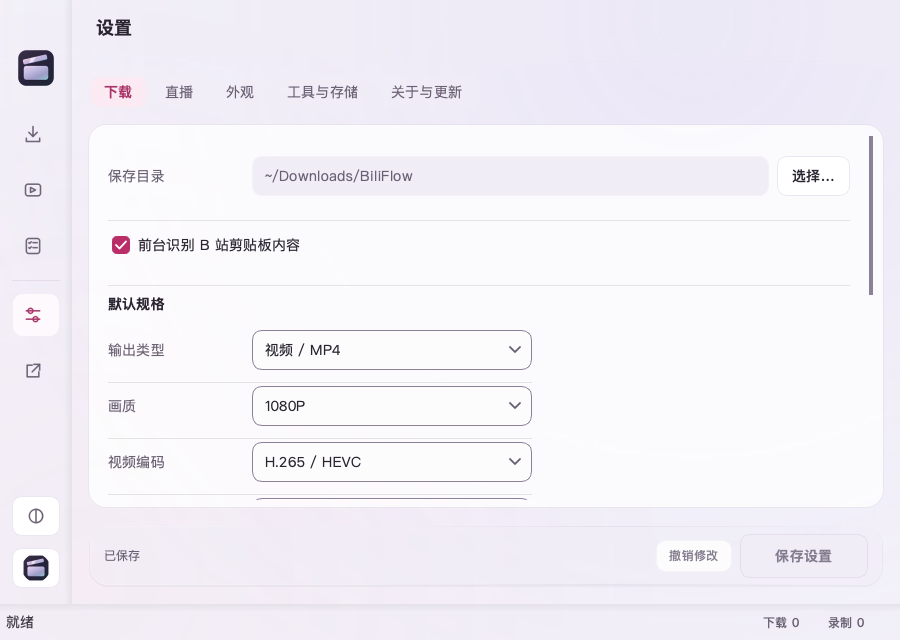 设置
下载 直播 外观 工具与存储 关于与更新
保存目录 ~/Downloads/BiliFlow 选择...
前台识别 B 站剪贴板内容
默认规格
输出类型 视频 / MP4
画质 1080P
视频编码 H.265 / HEVC
已保存 撤销修改 保存设置
就绪 下载 0 录制 0